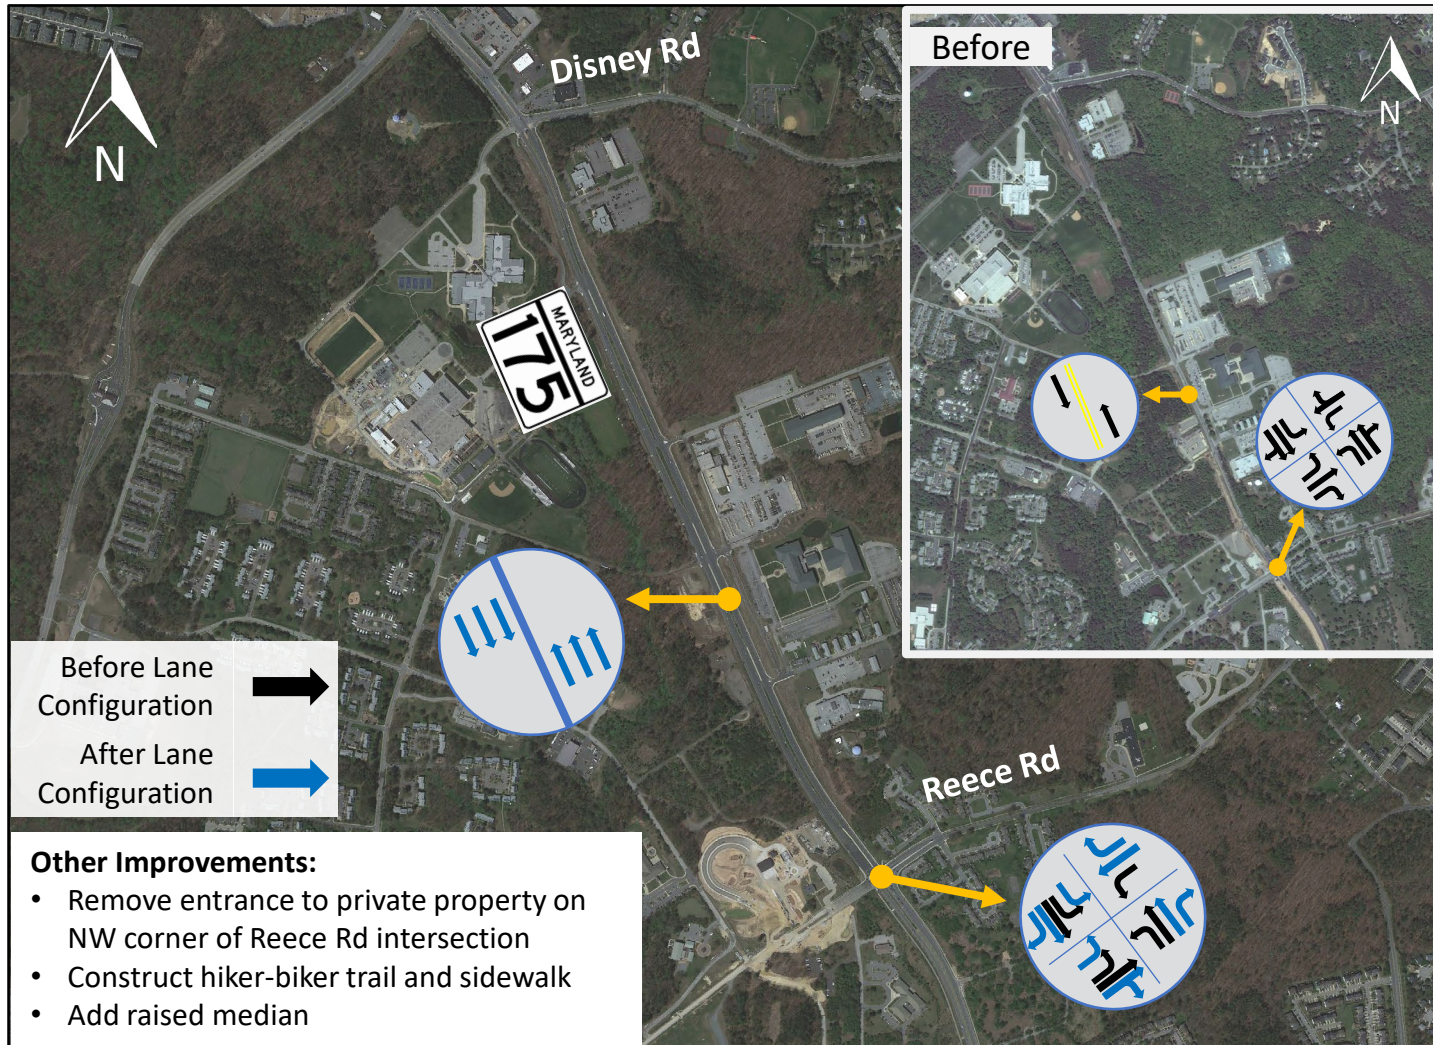 Disney Rd
Before
N
N
MARYLAND
175
Before Lane
Configuration
After Lane
Configuration
Reece Rd
Other Improvements:
• Remove entrance to private property on
NW corner of Reece Rd intersection
• Construct hiker-biker trail and sidewalk
• Add raised median